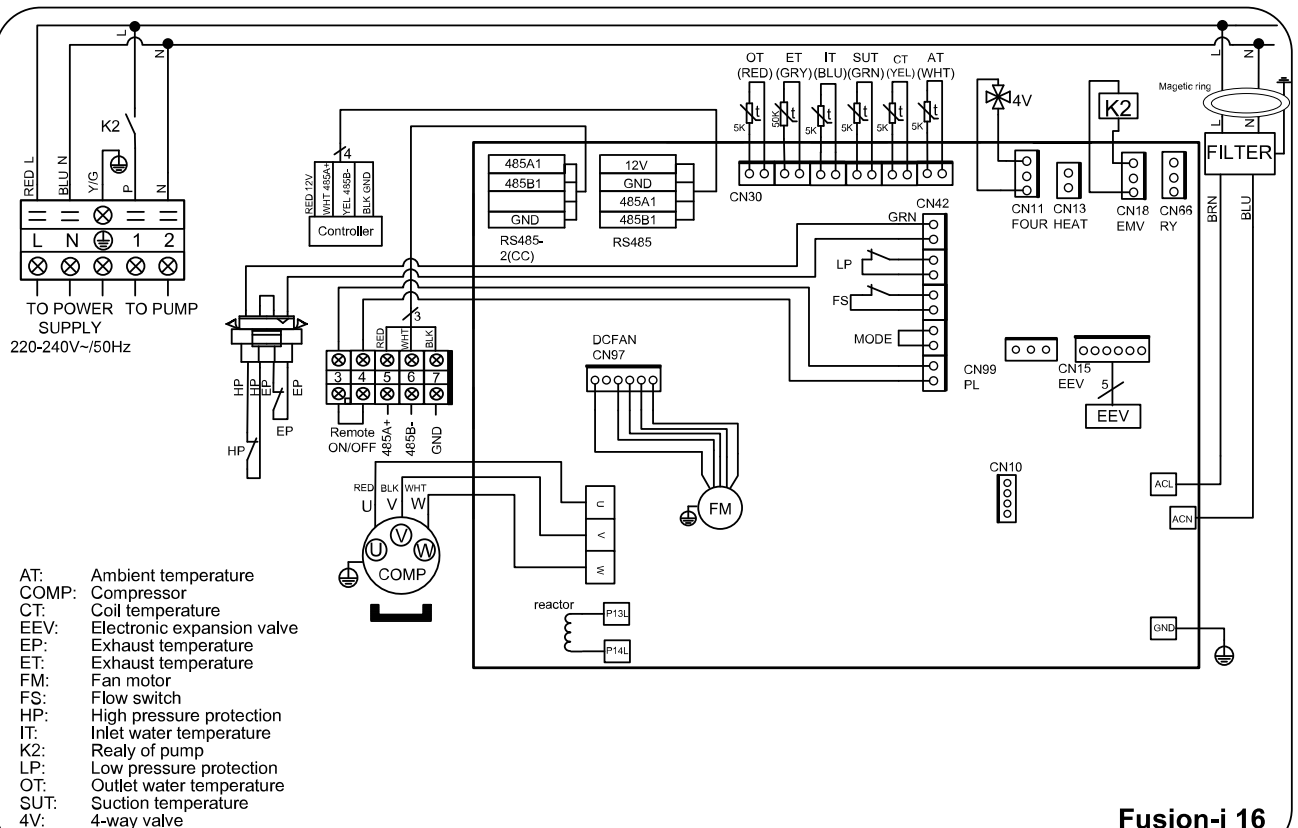 L
N
L
N
OT ET IT SUT CT AT
(RED) (GRY) (BLU)(GRN) (YEL) (WHT)
t t t t t t
5K 50K 5K 5K 5K 5K
4V
K2
Magetic ring
L
N
FILTER
K2
RED L
BLU N
Y/G
P
N
L N 1 2
TO POWER
SUPPLY
220-240V~/50Hz
TO PUMP
4
RED 12V
WHT 485A+
YEL 485B-
BLK GND
Controller
485A1
485B1
GND
RS485-
2(CC)
12V
GND
485A1
485B1
RS485
CN30
CN42
GRN
LP
FS
MODE
CN11
FOUR
CN13
HEAT
CN18
EMV
CN66
RY
BRN
BLU
3
RED
WHT
BLK
3 4 5 6 7
Remote
ON/OFF
485A+
485B-
GND
HP
HP
EP
EP
HP
EP
DCFAN
CN97
FM
CN99
PL
CN15
EEV
5
EEV
CN10
ACL
ACN
GND
RED BLK WHT
U V W
U V W
COMP
U
V
W
reactor
P13L
P14L
AT: Ambient temperature
COMP: Compressor
CT: Coil temperature
EEV: Electronic expansion valve
EP: Exhaust temperature
ET: Exhaust temperature
FM: Fan motor
FS: Flow switch
HP: High pressure protection
IT: Inlet water temperature
K2: Realy of pump
LP: Low pressure protection
OT: Outlet water temperature
SUT: Suction temperature
4V: 4-way valve
Fusion-i 16